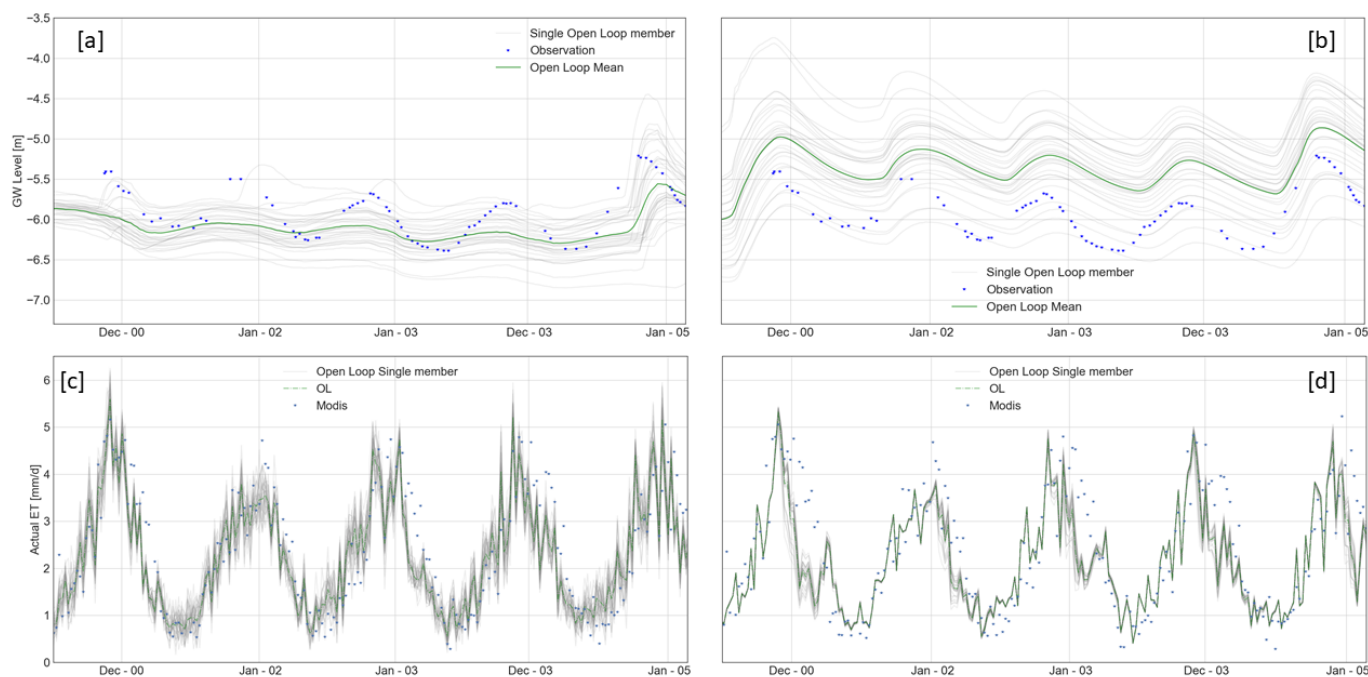 −3.5
−4.0
−4.5
−5.0
−5.5
−6.0
−6.5
−7.0
GW Level [m]
[a]
Single Open Loop member
Observation
Open Loop Mean
Dec - 00
Jan - 02
Jan - 03
Dec - 03
Jan - 05
[b]
Single Open Loop member
Observation
Open Loop Mean
Dec - 00
Jan - 02
Jan - 03
Dec - 03
Jan - 05
6
5
4
3
2
1
0
Actual ET [mm/d]
[c]
Open Loop Single member
OL
Modis
Dec - 00
Jan - 02
Jan - 03
Dec - 03
Jan - 05
[d]
Open Loop Single member
OL
Modis
Dec - 00
Jan - 02
Jan - 03
Dec - 03
Jan - 05